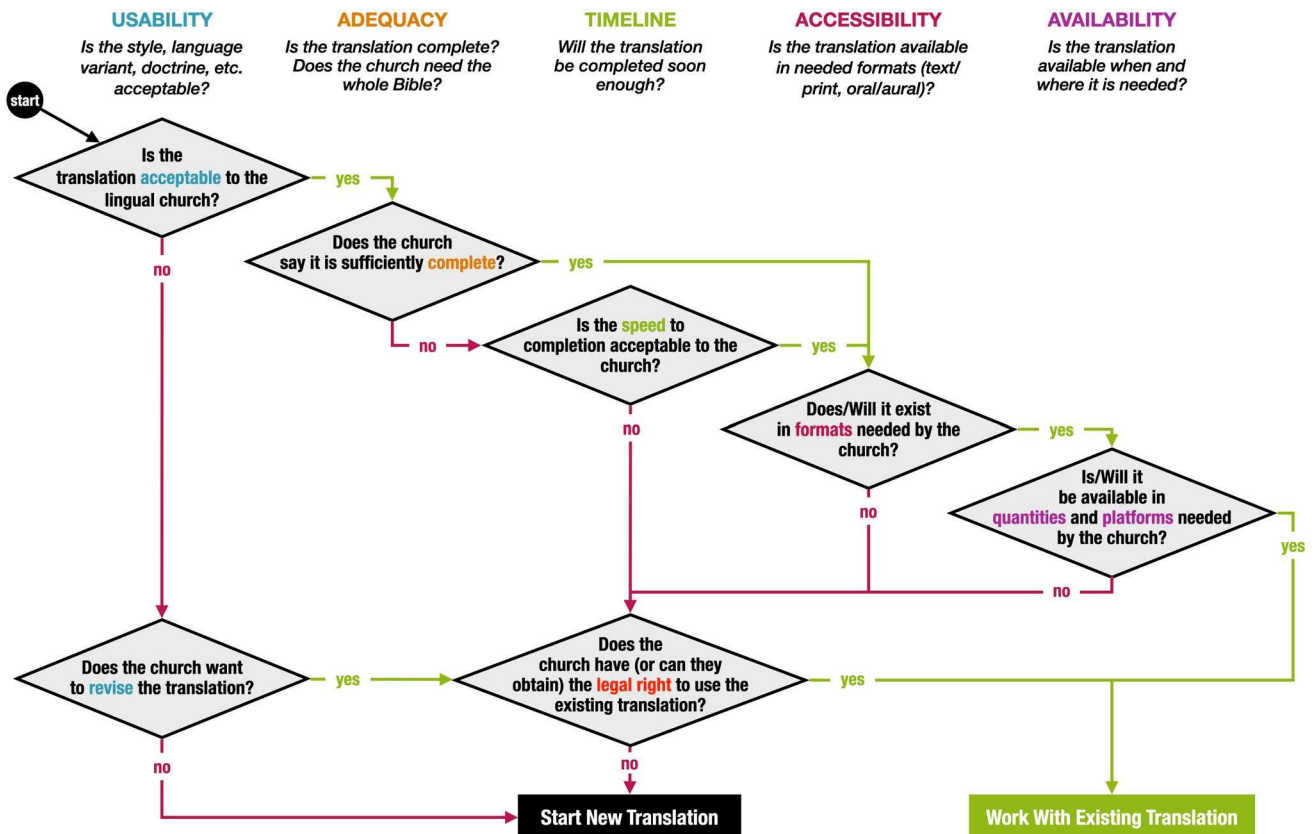 USABILITY
Is the style, language
variant, doctrine, etc.
acceptable?
ADEQUACY
Is the translation complete?
Does the church need the
whole Bible?
TIMELINE
Will the translation
be completed soon
enough?
ACCESSIBILITY
Is the translation available
in needed formats (text/
print, oral/aural)?
AVAILABILITY
Is the translation
available when and
where it is needed?
start
Is the
translation acceptable to the
lingual church?
yes
no
Does the church
say it is sufficiently complete?
yes
no
Is the speed to
completion acceptable to the
church?
yes
no
Does/Will it exist
in formats needed by the
church?
yes
no
Is/Will it
be available in
quantities and platforms needed
by the church?
yes
no
Does the church want
to revise the translation?
yes
no
Does the
church have (or can they
obtain) the legal right to use the
existing translation?
yes
no
Start New Translation
Work With Existing Translation